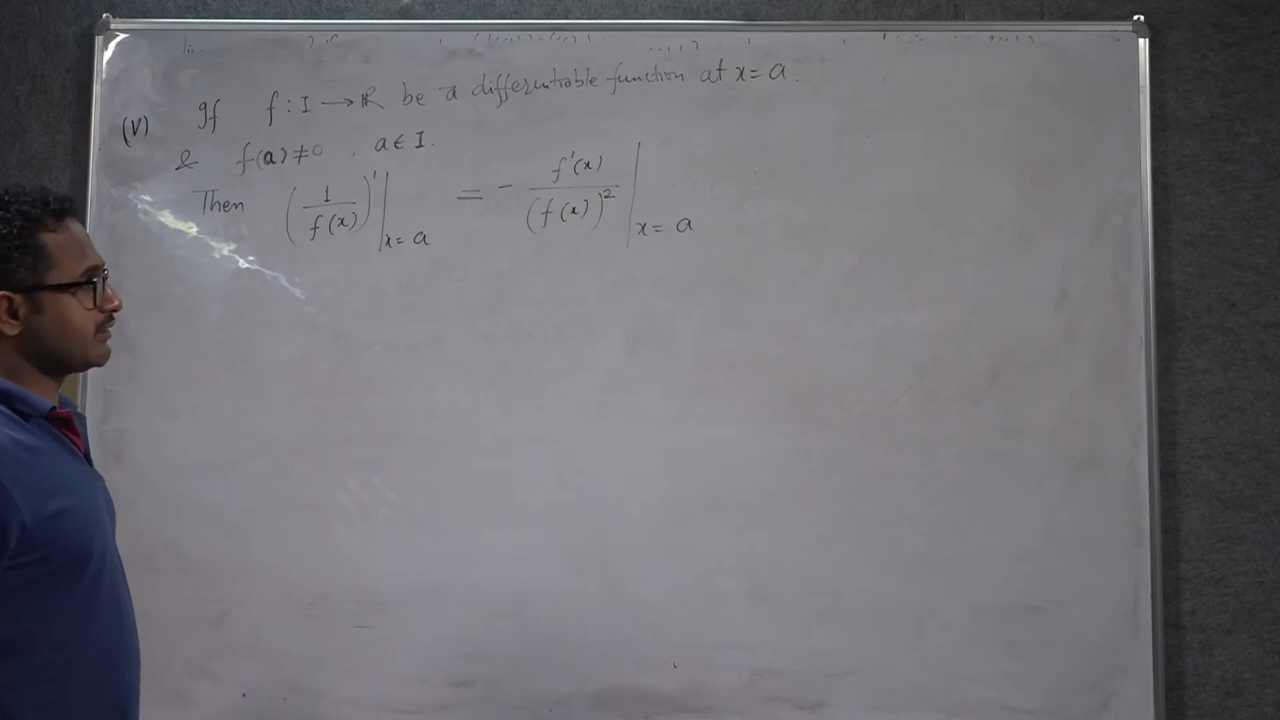 (V) If f : I → ℝ be a differentiable function at x = a.
& f(a) ≠ 0 , a ∈ I.
Then (1/f(x))'|x=a = - f'(x)/(f(x))²|x=a